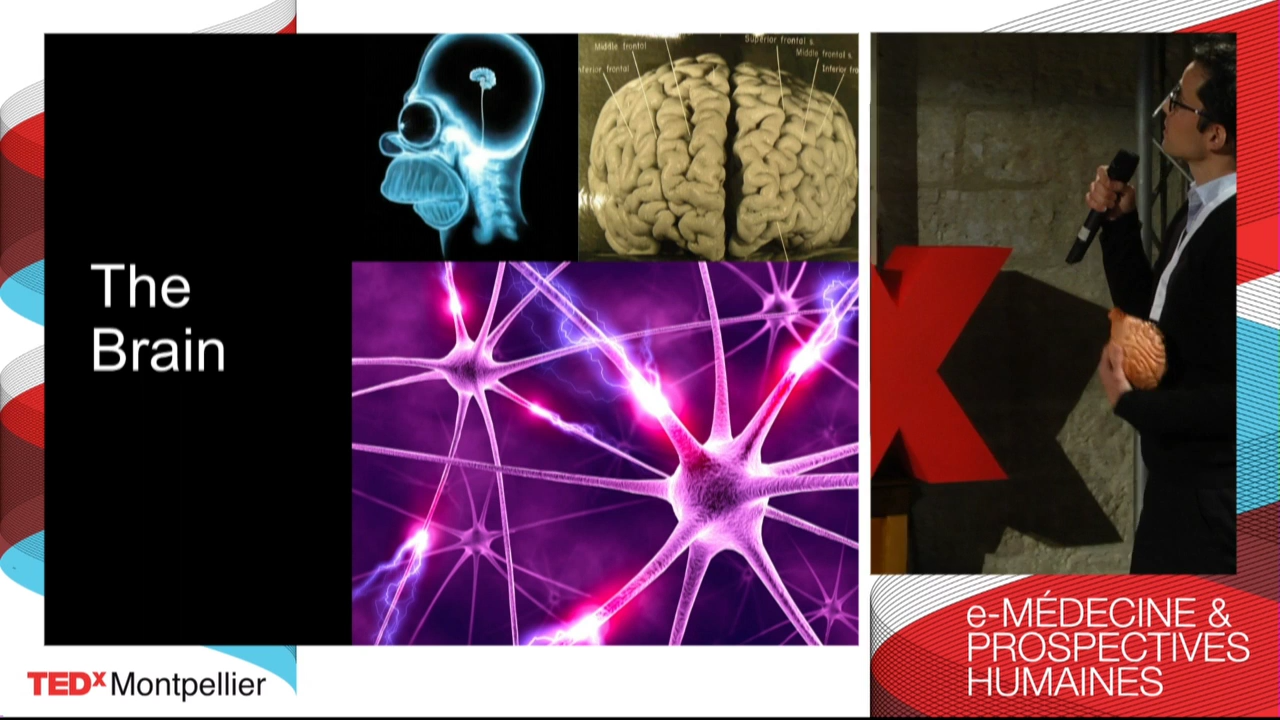 The
Brain
Middle frontal
Superior frontal s.
Middle frontal s.
Inferior
frontal
TEDx Montpellier
e-MÉDECINE &
PROSPECTIVES
HUMAINES